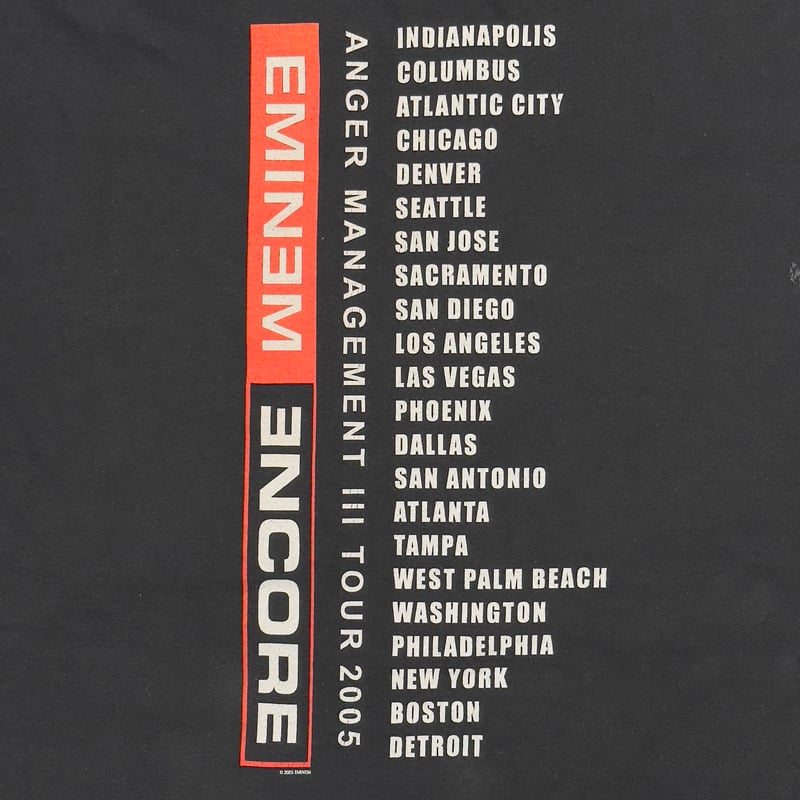 EMINEM
ENCORE
ANGER MANAGEMENT III TOUR 2005
INDIANAPOLIS
COLUMBUS
ATLANTIC CITY
CHICAGO
DENVER
SEATTLE
SAN JOSE
SACRAMENTO
SAN DIEGO
LOS ANGELES
LAS VEGAS
PHOENIX
DALLAS
SAN ANTONIO
ATLANTA
TAMPA
WEST PALM BEACH
WASHINGTON
PHILADELPHIA
NEW YORK
BOSTON
DETROIT
© 2005 EMINEM